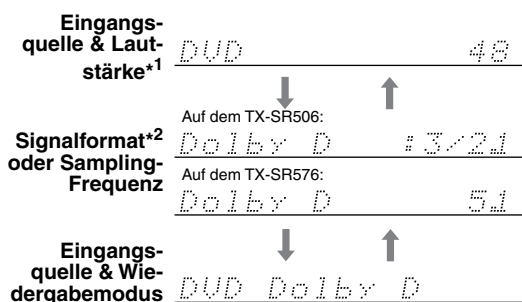 Eingangs-
quelle & Laut-
stärke*1
DVD 48
Auf dem TX-SR506:
Signalformat*2
oder Sampling-
Frequenz
Dolby D :3/2.1
Auf dem TX-SR576:
Dolby D 5.1
Eingangs-
quelle & Wie-
dergabemodus
DVD Dolby D